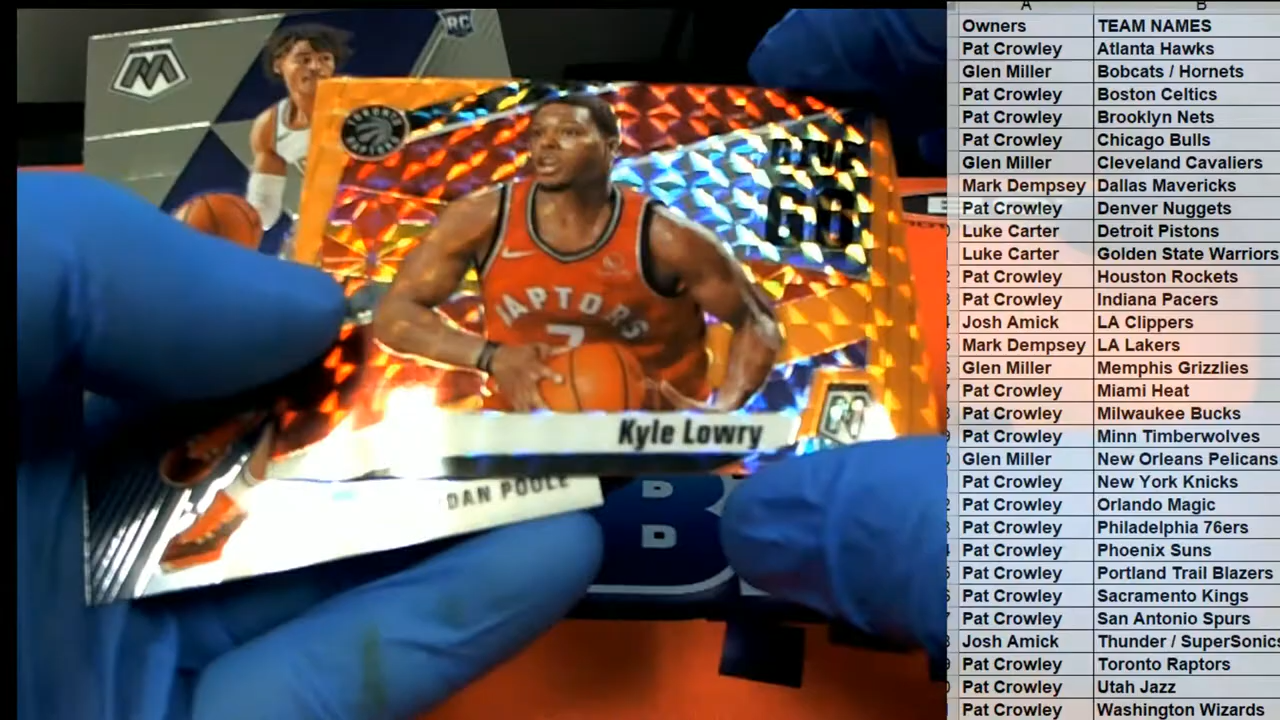 RC
M
TORONTO
RAPTORS
GIVE
GO
RAPTORS
7
Kyle Lowry
DAN POOLE
B
D
A
B
Owners TEAM NAMES
Pat Crowley Atlanta Hawks
Glen Miller Bobcats / Hornets
Pat Crowley Boston Celtics
Pat Crowley Brooklyn Nets
Pat Crowley Chicago Bulls
Glen Miller Cleveland Cavaliers
Mark Dempsey Dallas Mavericks
Pat Crowley Denver Nuggets
Luke Carter Detroit Pistons
Luke Carter Golden State Warriors
Pat Crowley Houston Rockets
Pat Crowley Indiana Pacers
Josh Amick LA Clippers
Mark Dempsey LA Lakers
Glen Miller Memphis Grizzlies
Pat Crowley Miami Heat
Pat Crowley Milwaukee Bucks
Pat Crowley Minn Timberwolves
Glen Miller New Orleans Pelicans
Pat Crowley New York Knicks
Pat Crowley Orlando Magic
Pat Crowley Philadelphia 76ers
Pat Crowley Phoenix Suns
Pat Crowley Portland Trail Blazers
Pat Crowley Sacramento Kings
Pat Crowley San Antonio Spurs
Josh Amick Thunder / SuperSonics
Pat Crowley Toronto Raptors
Pat Crowley Utah Jazz
Pat Crowley Washington Wizards